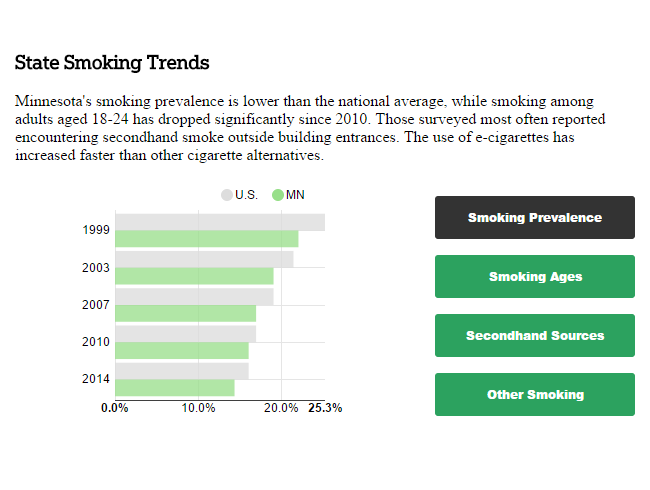 State Smoking Trends
Minnesota's smoking prevalence is lower than the national average, while smoking among
adults aged 18-24 has dropped significantly since 2010. Those surveyed most often reported
encountering secondhand smoke outside building entrances. The use of e-cigarettes has
increased faster than other cigarette alternatives.
U.S. MN
1999
2003
2007
2010
2014
0.0% 10.0% 20.0% 25.3%
Smoking Prevalence
Smoking Ages
Secondhand Sources
Other Smoking